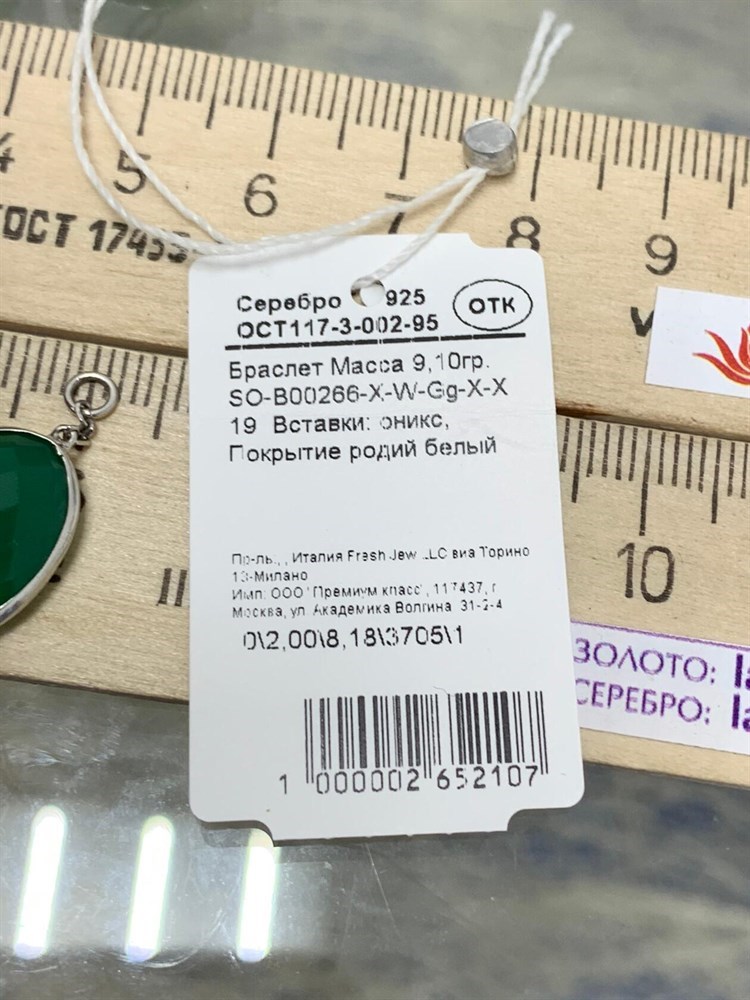 4 5 6 7 8 9
ГОСТ 17435
Серебро 925
ОСТ117-3-002-95
ОТК
Браслет Масса 9,10гр.
SO-B00266-X-W-Gg-X-X
19 Вставки: оникс,
Покрытие родий белый
Пр-ль:, , Италия Fresh Jew LLC виа Торино
13-Милано
Имп: ООО "Премиум класс", 117437, г
Москва, ул. Академика Волгина 31-2-4
0\2,00\8,18\3705\1
1 000002 652107
10
11
ЗОЛОТО:
СЕРЕБРО: